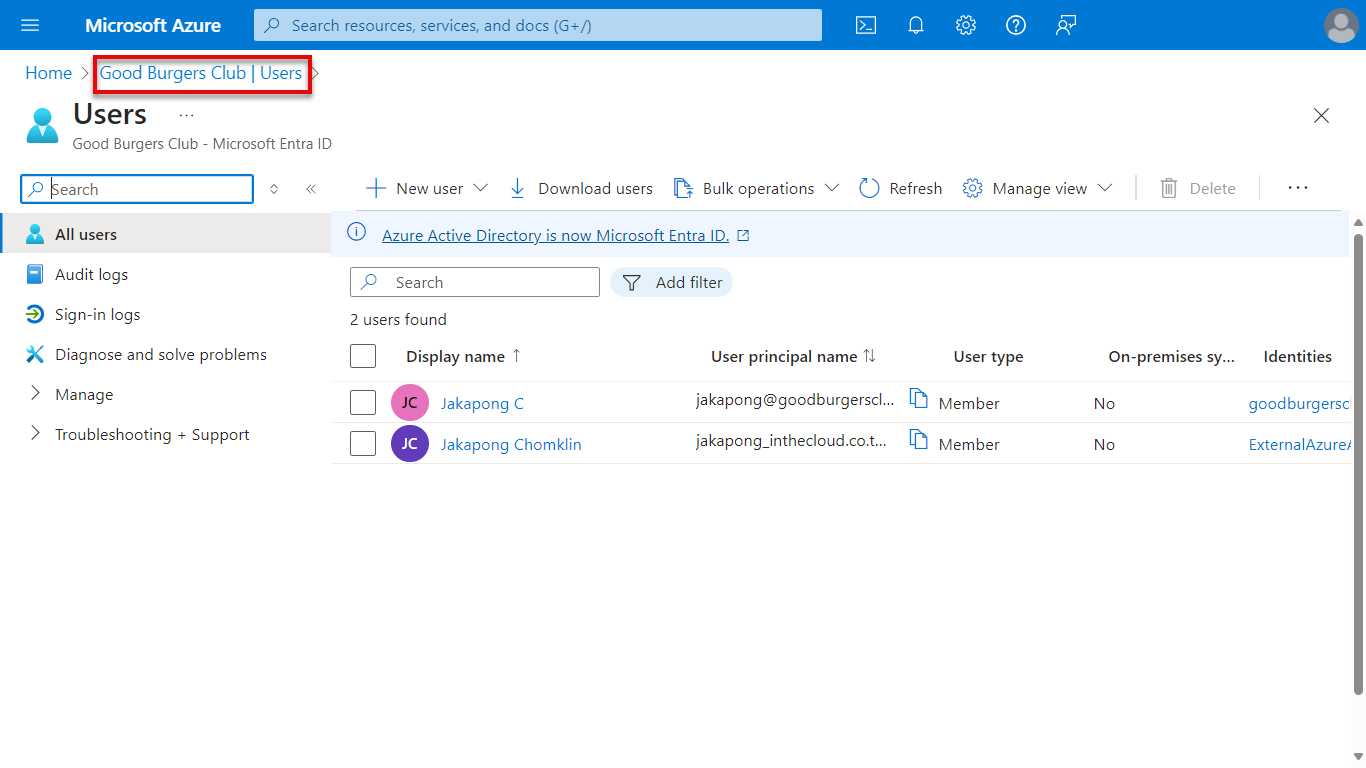 Microsoft Azure
Search resources, services, and docs (G+/)
Home > Good Burgers Club | Users >
Users ...
Good Burgers Club - Microsoft Entra ID
Search
New user
Download users
Bulk operations
Refresh
Manage view
Delete
...
All users
Audit logs
Sign-in logs
Diagnose and solve problems
Manage
Troubleshooting + Support
Azure Active Directory is now Microsoft Entra ID.
Search
Add filter
2 users found
Display name ↑ User principal name ↑↓ User type On-premises sy... Identities
JC Jakapong C jakapong@goodburgerscl... Member No goodburgerscl
JC Jakapong Chomklin jakapong_inthecloud.co.t... Member No ExternalAzureA